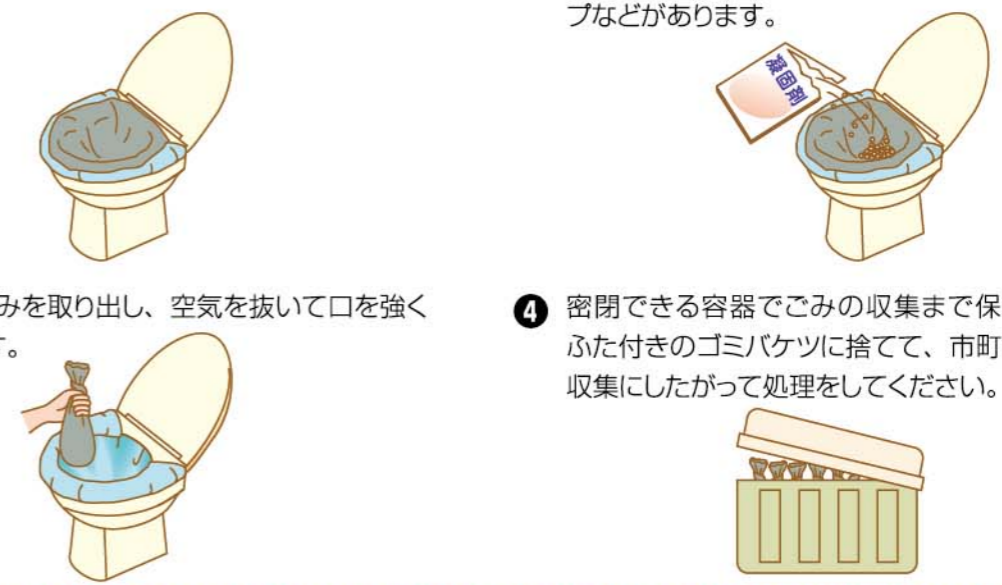 プなどがあります。
凝固剤
みを取り出し、空気を抜いて口を強く
す。
❹ 密閉できる容器でごみの収集まで保
ふた付きのゴミバケツに捨てて、市町
収集にしたがって処理をしてください。